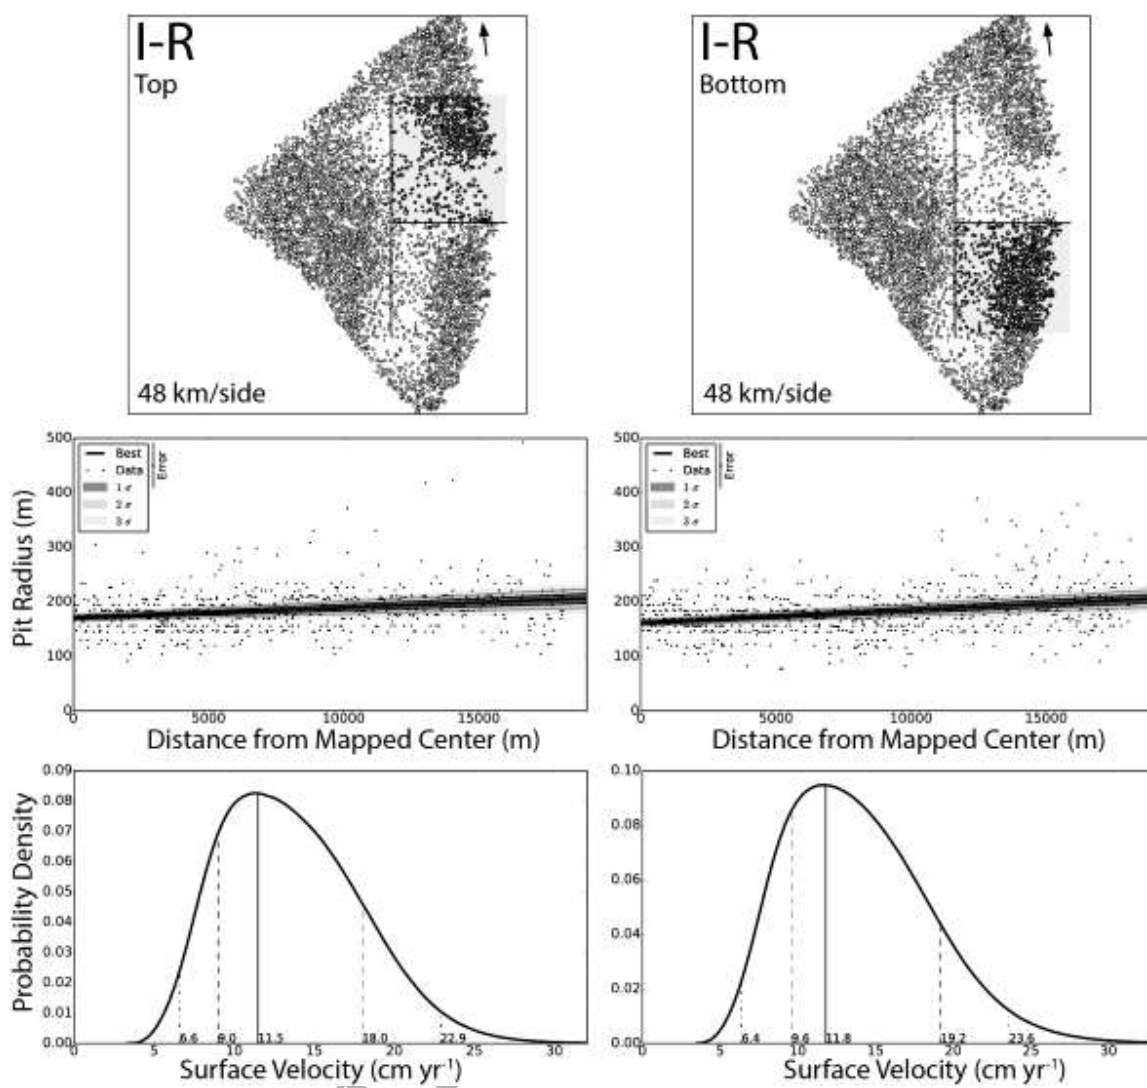 I-R
Top
48 km/side
I-R
Bottom
48 km/side
500
400
300
200
100
0
Pit Radius (m)
Best
Data
1 σ
2 σ
3 σ
Error
0 5000 10000 15000
Distance from Mapped Center (m)
500
400
300
200
100
0
Best
Data
1 σ
2 σ
3 σ
Error
0 5000 10000 15000
Distance from Mapped Center (m)
0.09
0.08
0.07
0.06
0.05
0.04
0.03
0.02
0.01
0.00
Probability Density
6.6 9.0 11.5 18.0 22.9
0 5 10 15 20 25 30
Surface Velocity (cm yr⁻¹)
0.10
0.08
0.06
0.04
0.02
0.00
6.4 9.6 11.8 19.2 23.6
0 5 10 15 20 25 30
Surface Velocity (cm yr⁻¹)